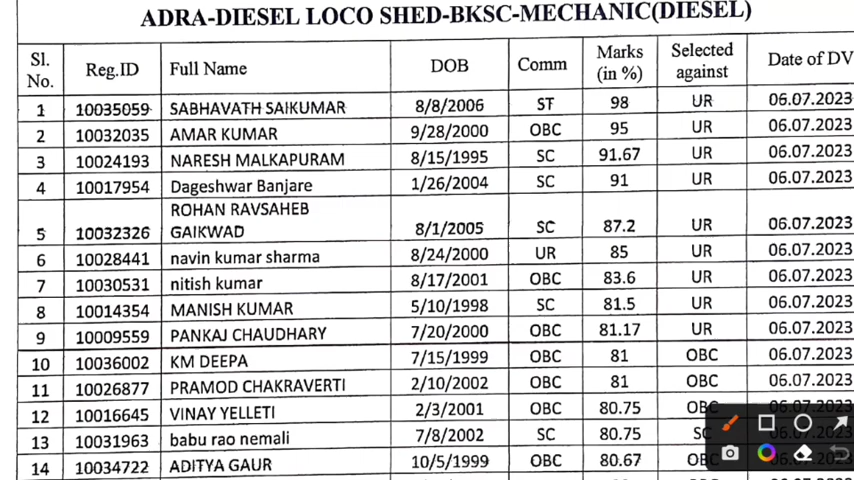 ADRA-DIESEL LOCO SHED-BKSC-MECHANIC(DIESEL)
Sl. No. Reg.ID Full Name DOB Comm Marks (in %) Selected against Date of DV
1 10035059 SABHAVATH SAIKUMAR 8/8/2006 ST 98 UR 06.07.2023
2 10032035 AMAR KUMAR 9/28/2000 OBC 95 UR 06.07.2023
3 10024193 NARESH MALKAPURAM 8/15/1995 SC 91.67 UR 06.07.2023
4 10017954 Dageshwar Banjare 1/26/2004 SC 91 UR 06.07.2023
5 10032326 ROHAN RAVSAHEB GAIKWAD 8/1/2005 SC 87.2 UR 06.07.2023
6 10028441 navin kumar sharma 8/24/2000 UR 85 UR 06.07.2023
7 10030531 nitish kumar 8/17/2001 OBC 83.6 UR 06.07.2023
8 10014354 MANISH KUMAR 5/10/1998 SC 81.5 UR 06.07.2023
9 10009559 PANKAJ CHAUDHARY 7/20/2000 OBC 81.17 UR 06.07.2023
10 10036002 KM DEEPA 7/15/1999 OBC 81 OBC 06.07.2023
11 10026877 PRAMOD CHAKRAVERTI 2/10/2002 OBC 81 OBC 06.07.2023
12 10016645 VINAY YELLETI 2/3/2001 OBC 80.75 OBC 06.07.2023
13 10031963 babu rao nemali 7/8/2002 SC 80.75 SC
14 10034722 ADITYA GAUR 10/5/1999 OBC 80.67 OBC